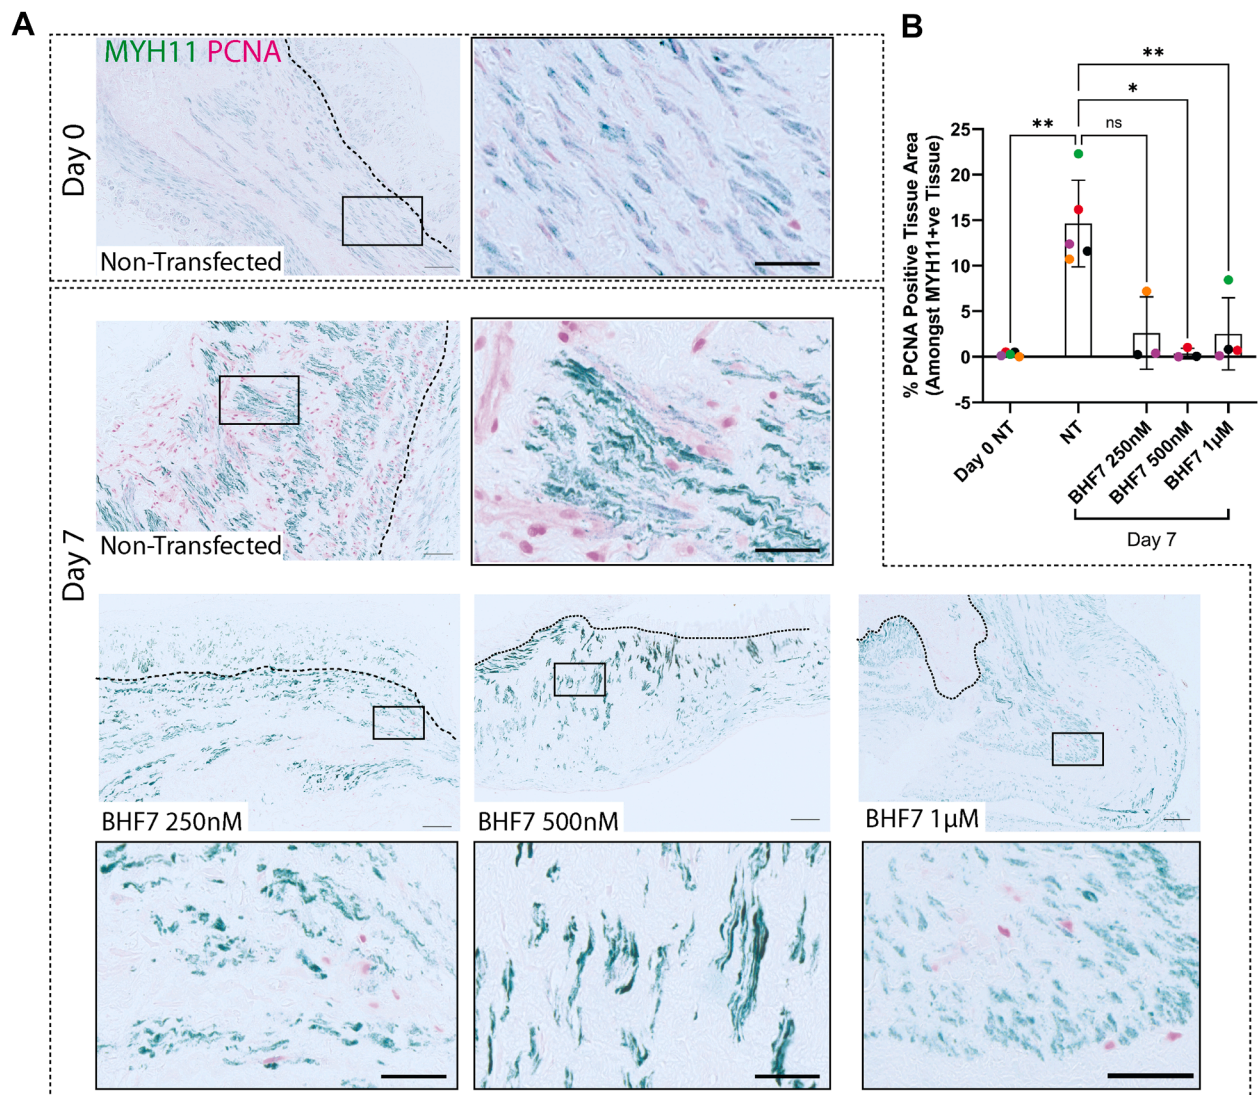 A
MYH11 PCNA
Day 0
Non-Transfected
Day 7
Non-Transfected
BHF7 250nM
BHF7 500nM
BHF7 1µM
B
**
*
** ns
% PCNA Positive Tissue Area
(Amongst MYH11+ve Tissue)
25
20
15
10
5
0
-5
Day 0 NT
NT
BHF7 250nM
BHF7 500nM
BHF7 1µM
Day 7